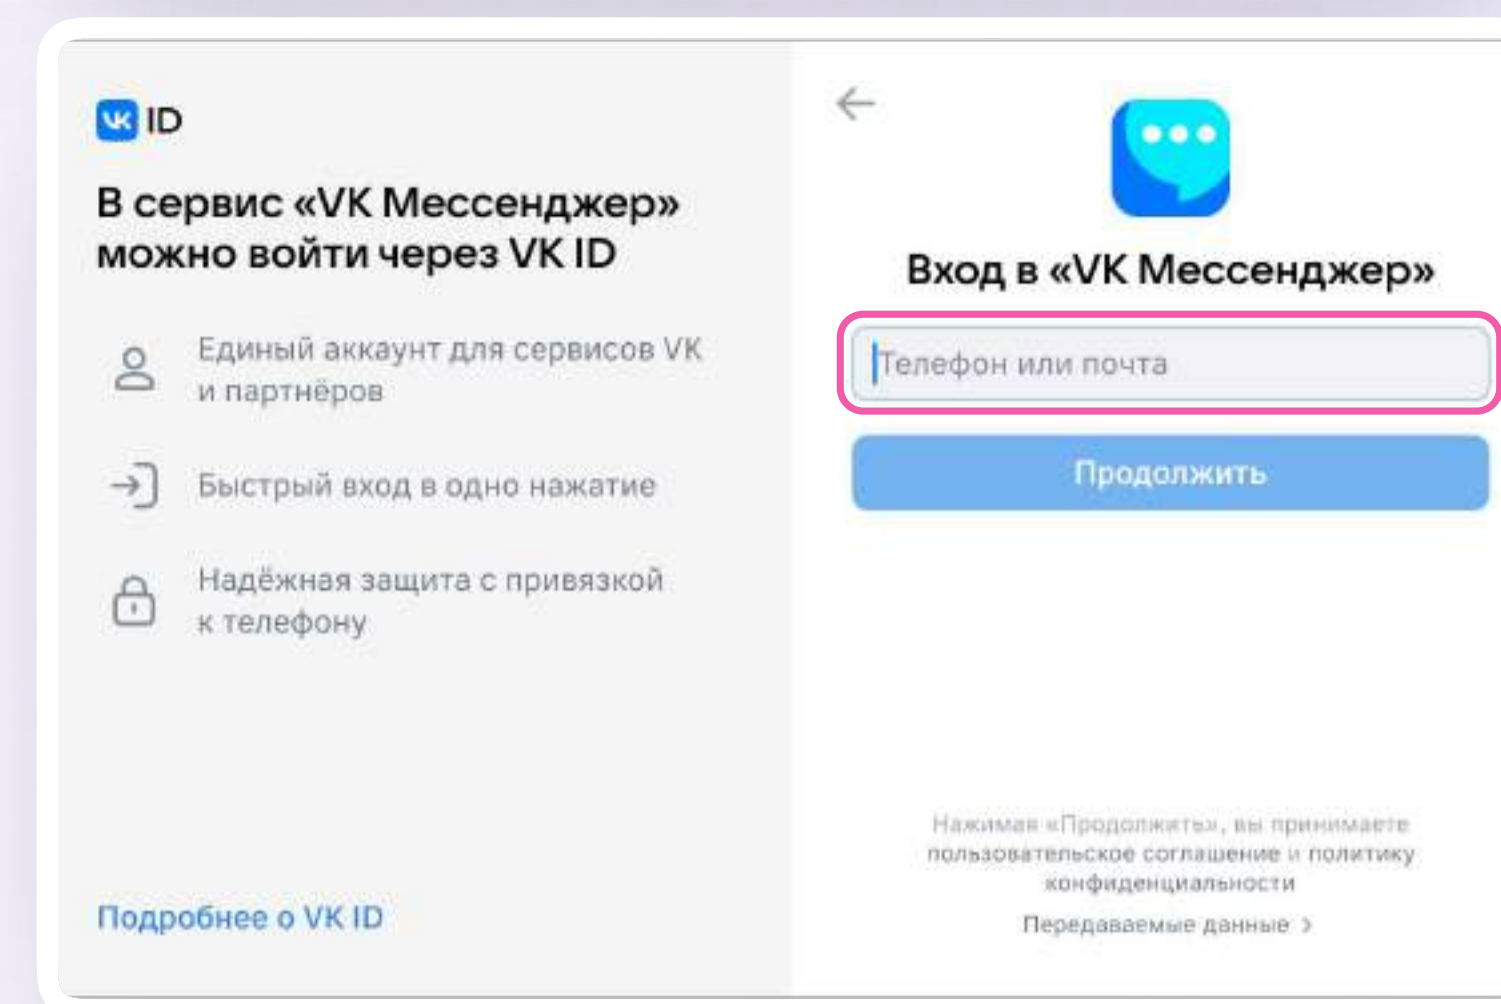 VK ID
В сервис «VK Мессенджер»
можно войти через VK ID
Единый аккаунт для сервисов VK
и партнёров
Быстрый вход в одно нажатие
Надёжная защита с привязкой
к телефону
Подробнее о VK ID
Вход в «VK Мессенджер»
Телефон или почта
Продолжить
Нажимая «Продолжить», вы принимаете
пользовательское соглашение и политику
конфиденциальности
Передаваемые данные >